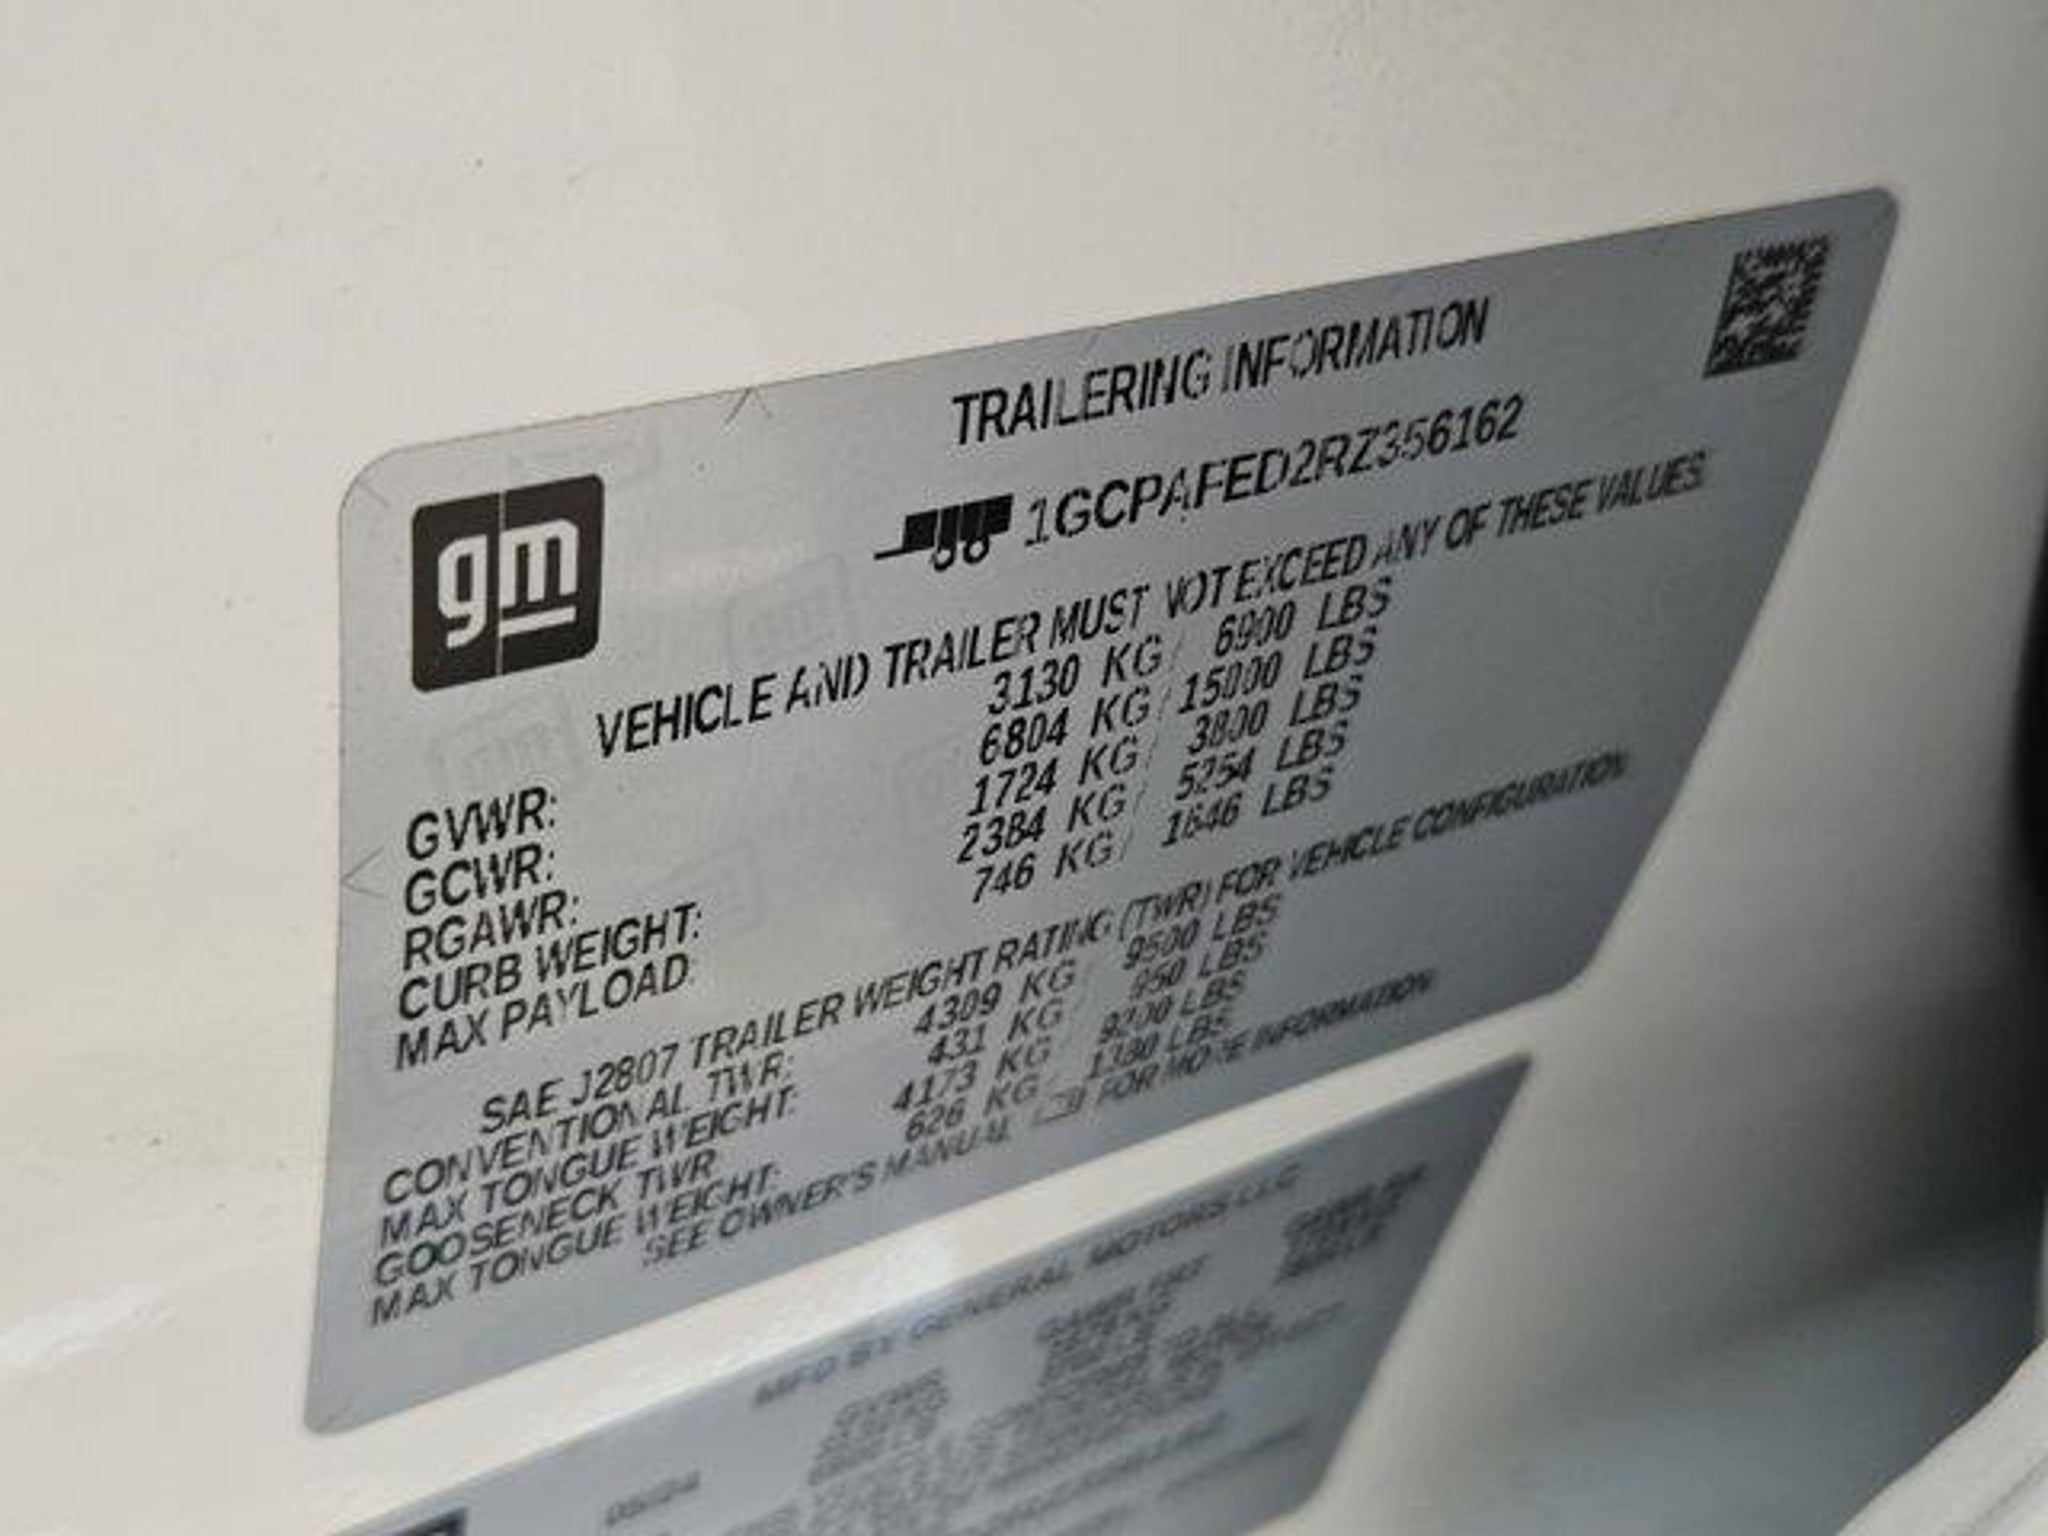 TRAILERING INFORMATION
gm
1GCPAFED2RZ356162
VEHICLE AND TRAILER MUST NOT EXCEED ANY OF THESE VALUES.
GVWR: 3130 KG / 6900 LBS
GCWR: 6804 KG / 15000 LBS
RGAWR: 1724 KG / 3800 LBS
CURB WEIGHT: 2384 KG / 5254 LBS
MAX PAYLOAD: 746 KG / 1646 LBS
SAE J2807 TRAILER WEIGHT RATING (TWR) FOR VEHICLE CONFIGURATION
CONVENTIONAL TWR: 4309 KG / 9500 LBS
MAX TONGUE WEIGHT: 431 KG / 950 LBS
GOOSENECK TWR 4173 KG / 9200 LBS
MAX TONGUE WEIGHT: 626 KG / 1380 LBS
SEE OWNER'S MANUAL FOR MORE INFORMATION
MFD BY GENERAL MOTORS LLC